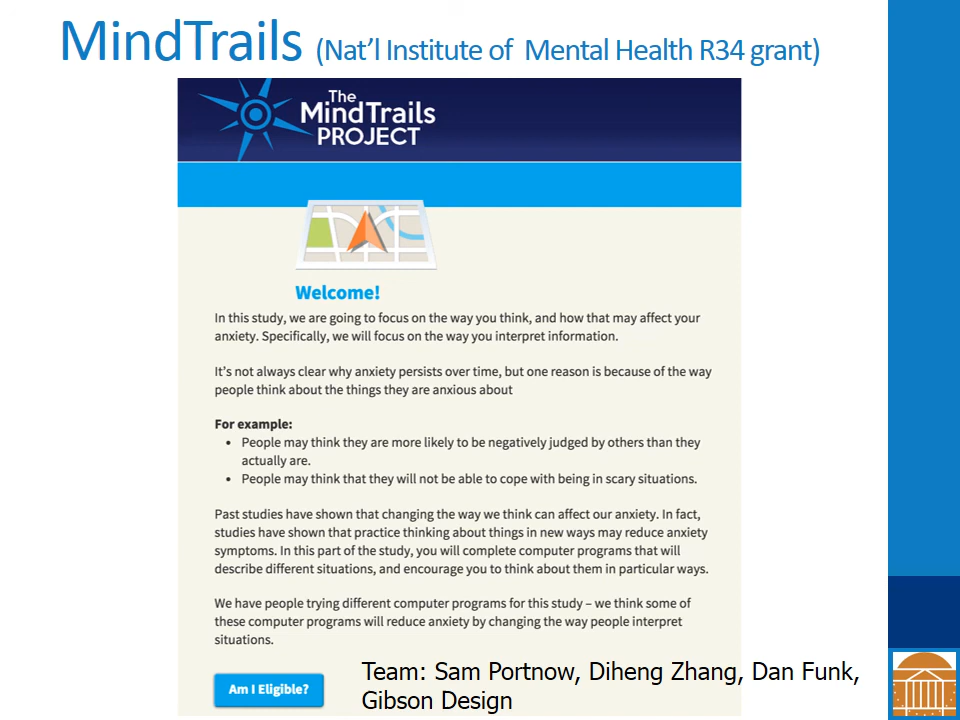 MindTrails (Nat'l Institute of Mental Health R34 grant)
The
MindTrails
PROJECT
Welcome!
In this study, we are going to focus on the way you think, and how that may affect your
anxiety. Specifically, we will focus on the way you interpret information.
It's not always clear why anxiety persists over time, but one reason is because of the way
people think about the things they are anxious about
For example:
• People may think they are more likely to be negatively judged by others than they
actually are.
• People may think that they will not be able to cope with being in scary situations.
Past studies have shown that changing the way we think can affect our anxiety. In fact,
studies have shown that practice thinking about things in new ways may reduce anxiety
symptoms. In this part of the study, you will complete computer programs that will
describe different situations, and encourage you to think about them in particular ways.
We have people trying different computer programs for this study – we think some of
these computer programs will reduce anxiety by changing the way people interpret
situations.
Am I Eligible?
Team: Sam Portnow, Diheng Zhang, Dan Funk,
Gibson Design